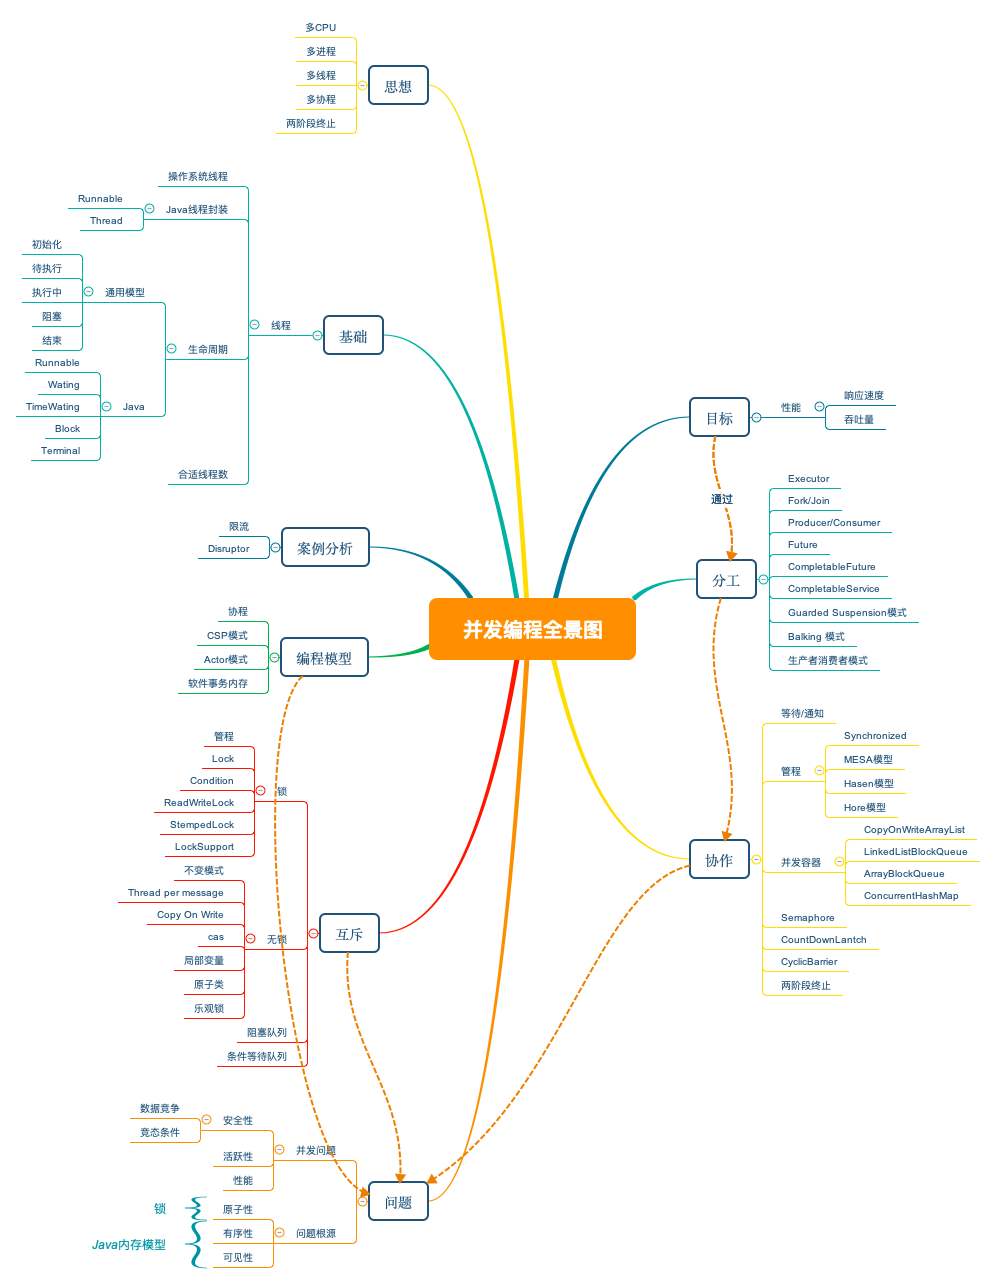 多CPU
多进程
多线程
多协程
两阶段终止
思想
操作系统线程
Runnable
Thread
Java线程封装
初始化
待执行
执行中
阻塞
结束
通用模型
Runnable
Wating
TimeWating
Block
Terminal
Java
生命周期
合适线程数
线程
基础
限流
Disruptor
案例分析
协程
CSP模式
Actor模式
软件事务内存
编程模型
管程
Lock
Condition
ReadWriteLock
StempedLock
LockSupport
锁
不变模式
Thread per message
Copy On Write
cas
局部变量
原子类
乐观锁
无锁
阻塞队列
条件等待队列
互斥
数据竟争
竟态条件
安全性
活跃性
性能
并发问题
锁
Java内存模型
原子性
有序性
可见性
问题根源
问题
并发编程全景图
目标
性能
响应速度
吞吐量
通过
分工
Executor
Fork/Join
Producer/Consumer
Future
CompletableFuture
CompletableService
Guarded Suspension模式
Balking 模式
生产者消费者模式
协作
等待/通知
管程
Synchronized
MESA模型
Hasen模型
Hore模型
并发容器
CopyOnWriteArrayList
LinkedListBlockQueue
ArrayBlockQueue
ConcurrentHashMap
Semaphore
CountDownLantch
CyclicBarrier
两阶段终止